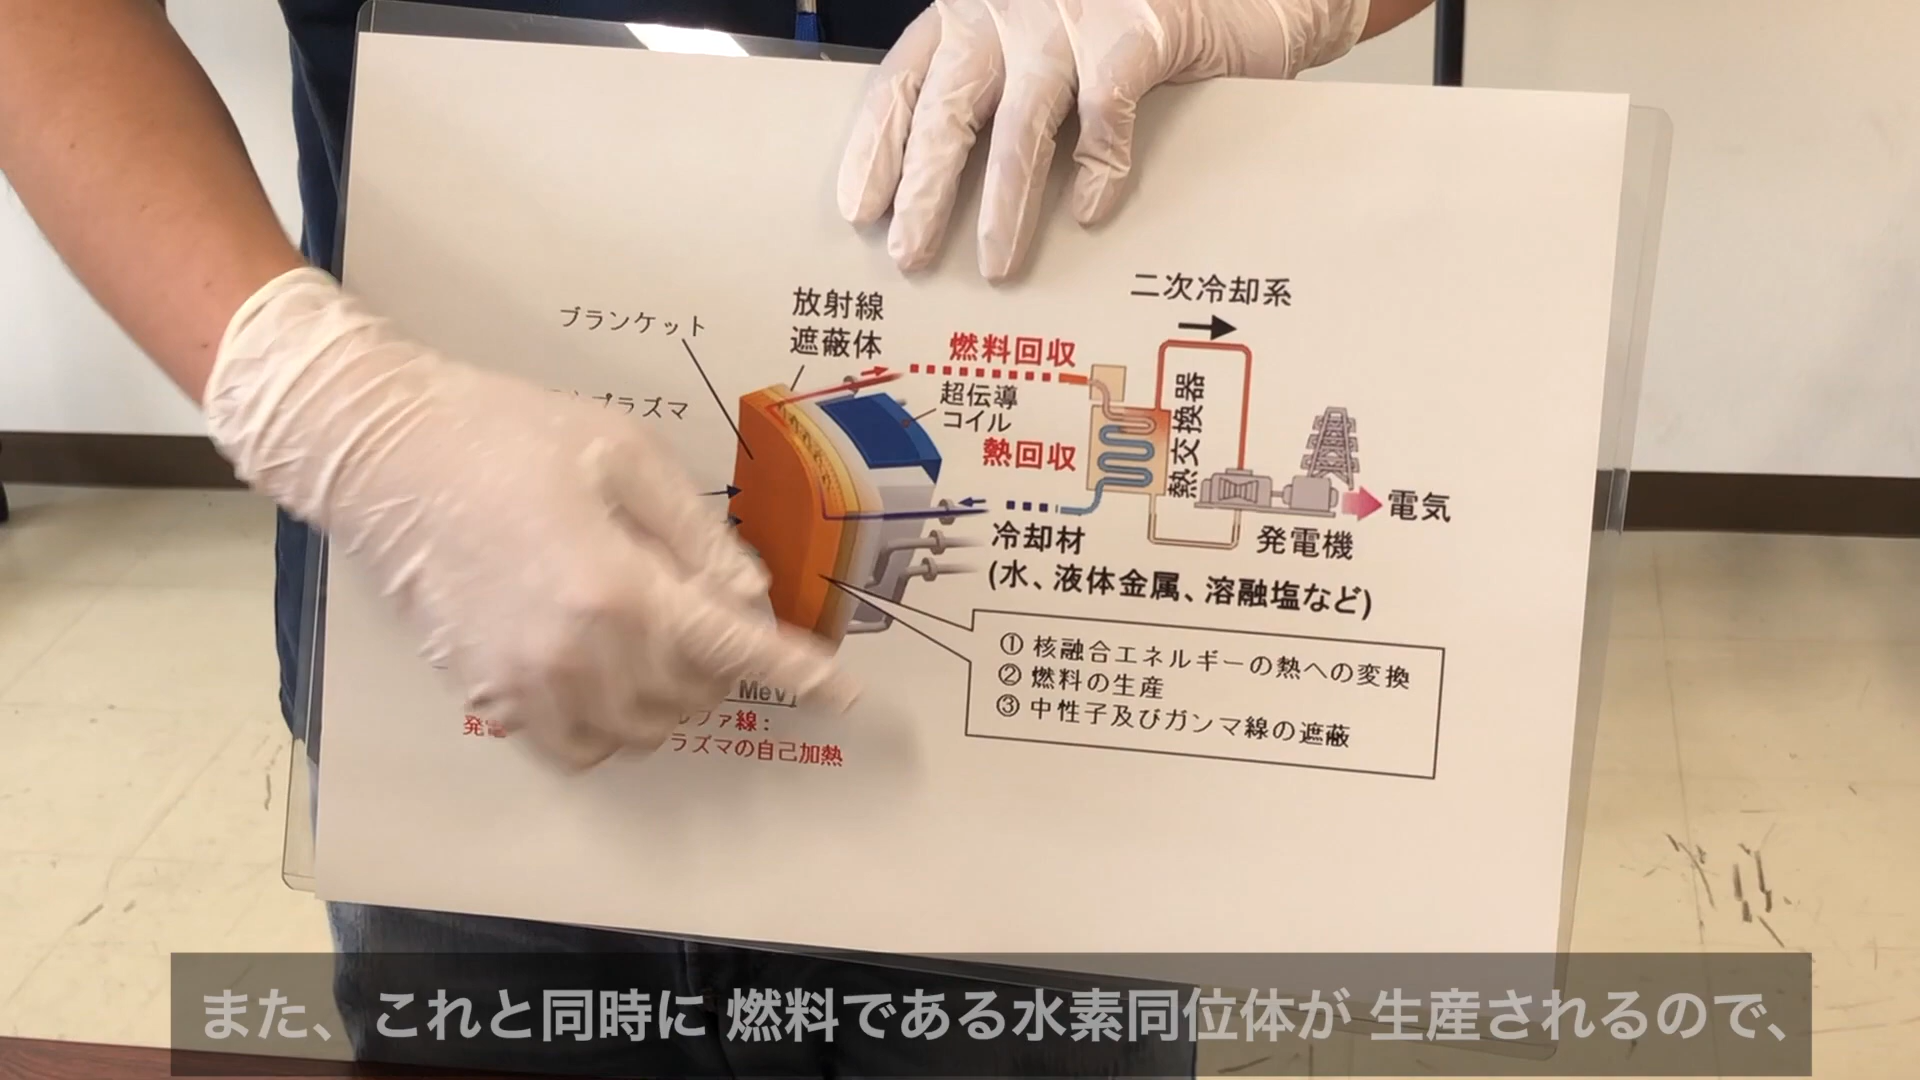 二次冷却系
放射線
遮蔽体
ブランケット
燃料回収
超伝導
コイル
プラズマ
熱回収
熱交換器
電気
冷却材
発電機
(水、液体金属、溶融塩など)
① 核融合エネルギーの熱への変換
② 燃料の生産
③ 中性子及びガンマ線の遮蔽
MeV)
ファ線:
ラズマの自己加熱
また、これと同時に 燃料である水素同位体が 生産されるので、